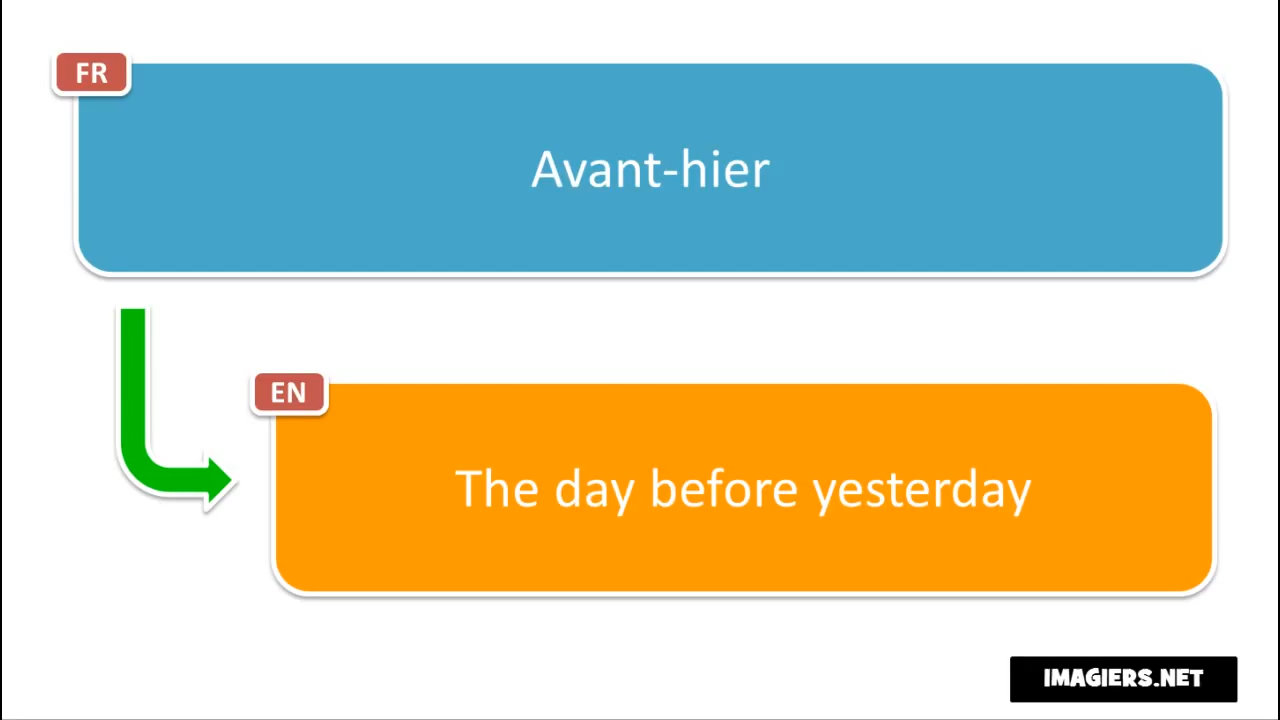 FR
Avant-hier
EN
The day before yesterday
IMAGIERS.NET